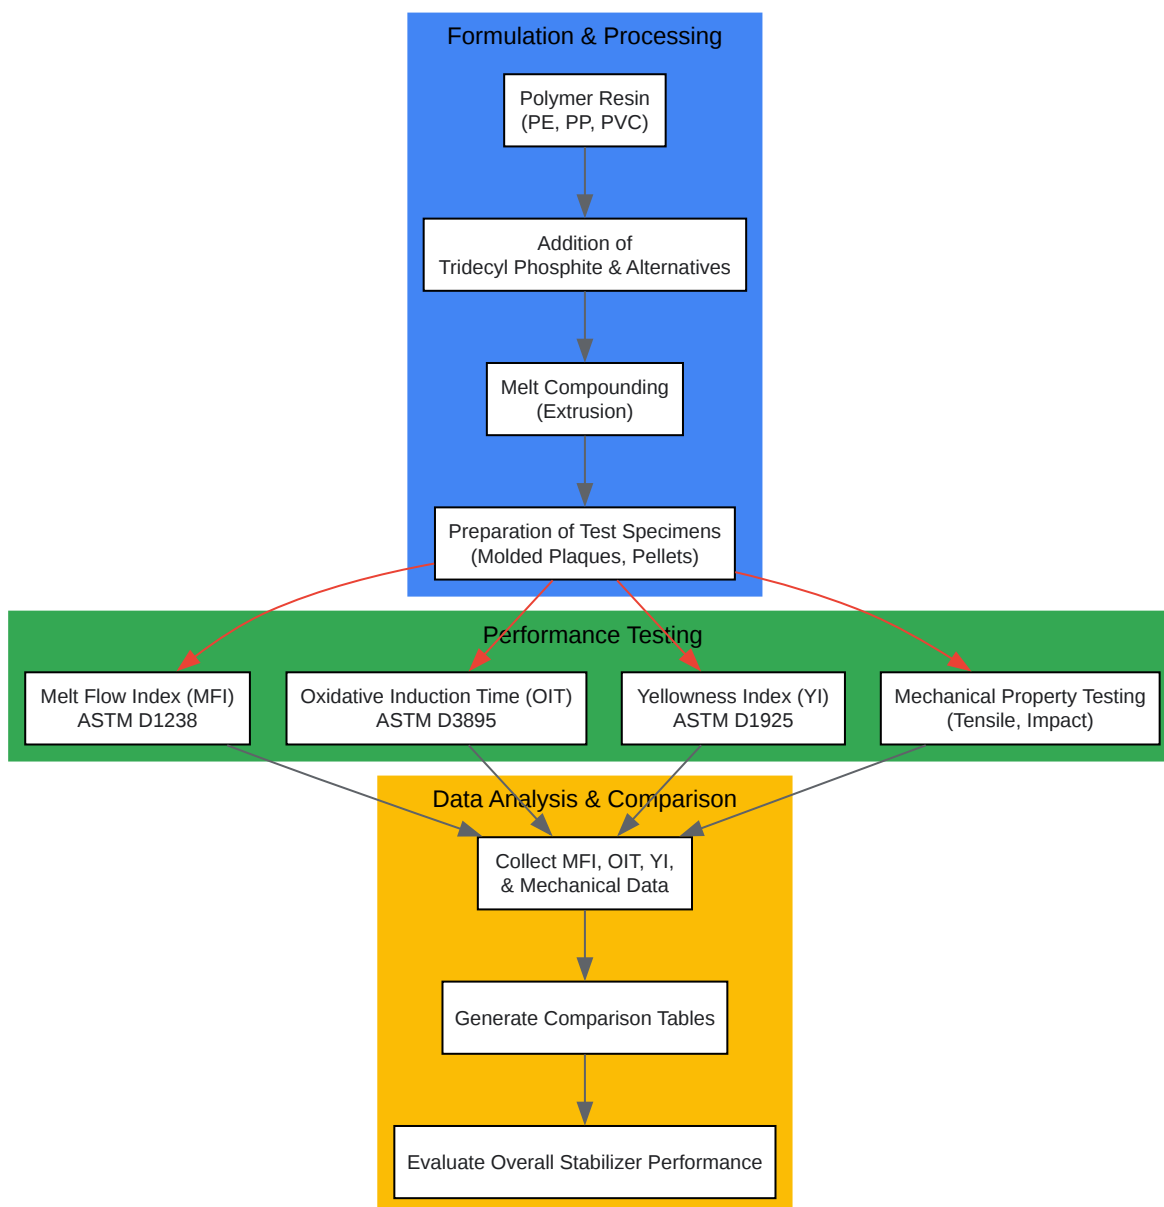 Formulation & Processing
Polymer Resin
(PE, PP, PVC)
Addition of
Tridecyl Phosphite & Alternatives
Melt Compounding
(Extrusion)
Preparation of Test Specimens
(Molded Plaques, Pellets)
Performance Testing
Melt Flow Index (MFI)
ASTM D1238
Oxidative Induction Time (OIT)
ASTM D3895
Yellowness Index (YI)
ASTM D1925
Mechanical Property Testing
(Tensile, Impact)
Data Analysis & Comparison
Collect MFI, OIT, YI,
& Mechanical Data
Generate Comparison Tables
Evaluate Overall Stabilizer Performance